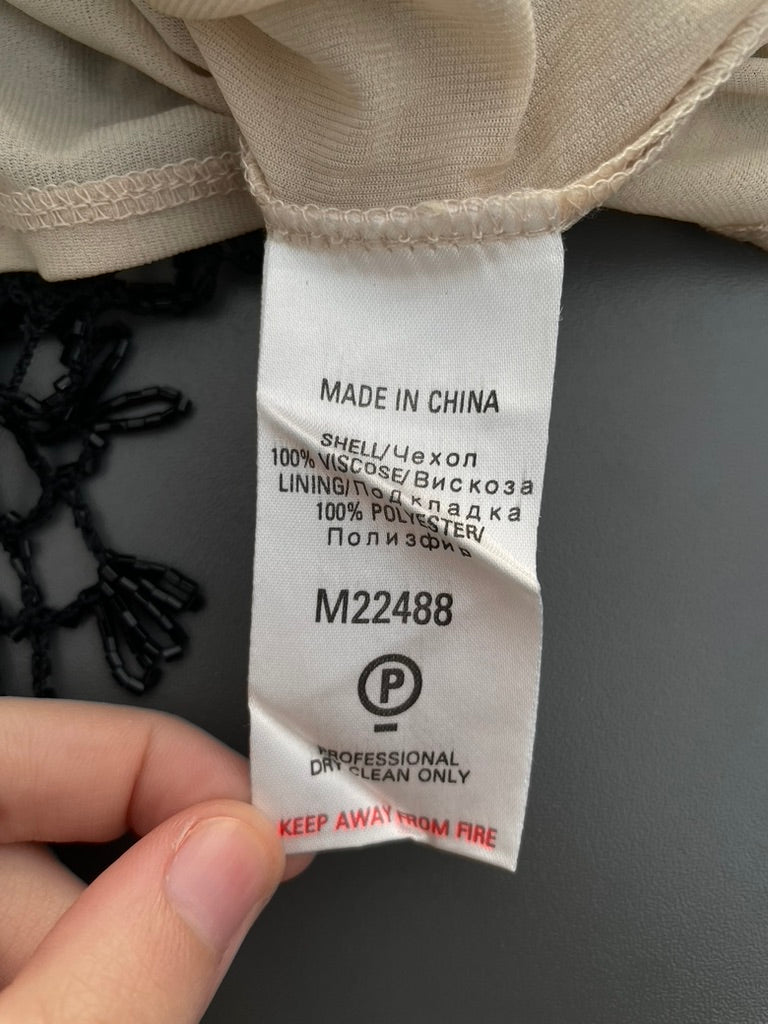 MADE IN CHINA
SHELL/Чехол
100% VISCOSE/Вискоза
LINING/Подкладка
100% POLYESTER/
Полиэфир
M22488
P
PROFESSIONAL
DRY CLEAN ONLY
KEEP AWAY FROM FIRE